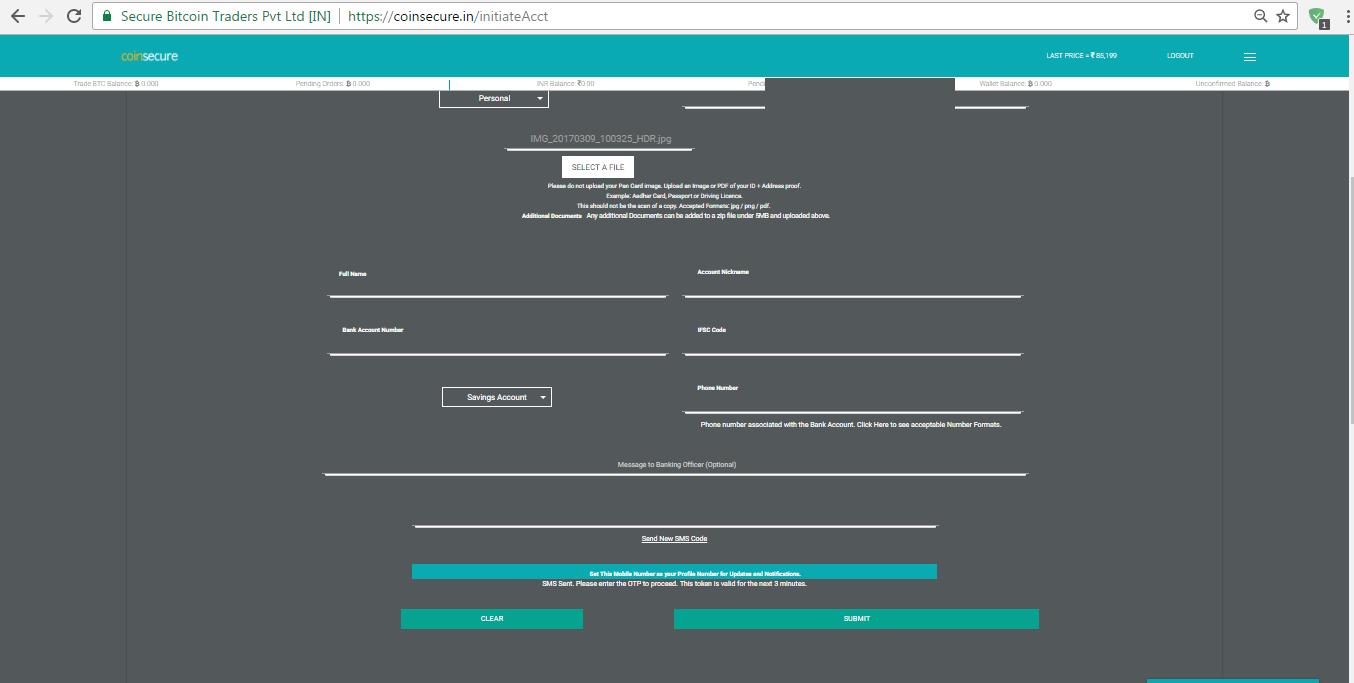 Secure Bitcoin Traders Pvt Ltd [IN] https://coinsecure.in/initiateAcct
1
coinsecure
LAST PRICE = ₹ 85,199
LOGOUT
Trade BTC Balance: ฿ 0.000
Pending Orders: ฿ 0.000
INR Balance: ₹0.00
Wallet Balance: ฿ 0.000
Unconfirmed Balance: ฿
Personal
IMG_20170309_100325_HDR.jpg
SELECT A FILE
Please do not upload your Pan Card image. Upload an Image or PDF of your ID + Address proof.
Example: Aadhar Card, Passport or Driving Licence.
This should not be the scan of a copy. Accepted Formats: jpg / png / pdf.
Additional Documents Any additional Documents can be added to a zip file under 5MB and uploaded above.
Full Name
Account Nickname
Bank Account Number
IFSC Code
Savings Account
Phone Number
Phone number associated with the Bank Account. Click Here to see acceptable Number Formats.
Message to Banking Officer (Optional)
Send New SMS Code
Set This Mobile Number as your Profile Number for Updates and Notifications.
SMS Sent. Please enter the OTP to proceed. This token is valid for the next 3 minutes.
CLEAR
SUBMIT